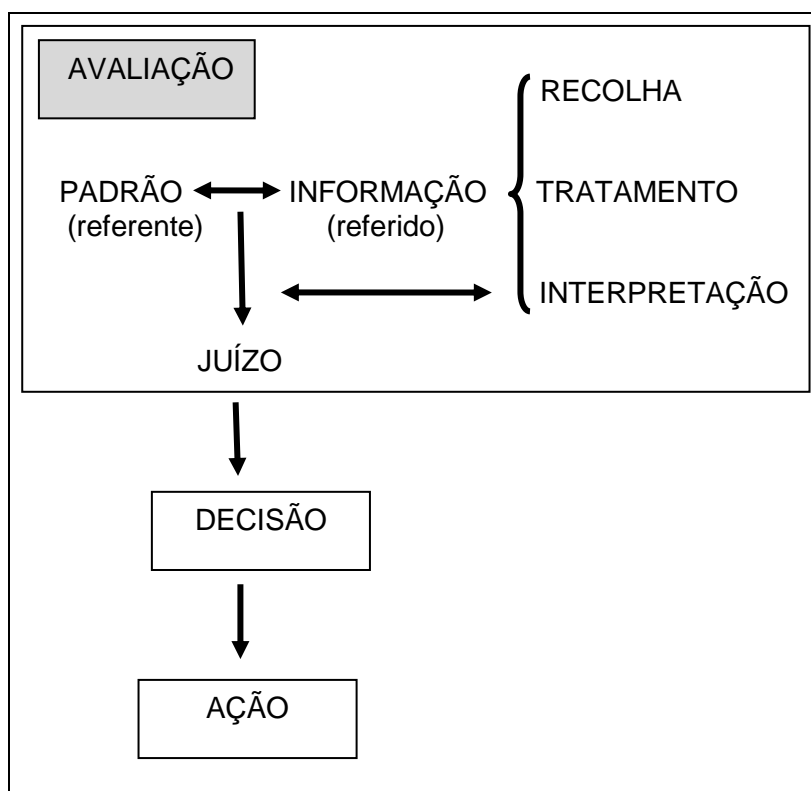 AVALIAÇÃO
RECOLHA
PADRÃO INFORMAÇÃO TRATAMENTO
(referente) (referido)
INTERPRETAÇÃO
JUÍZO
DECISÃO
AÇÃO